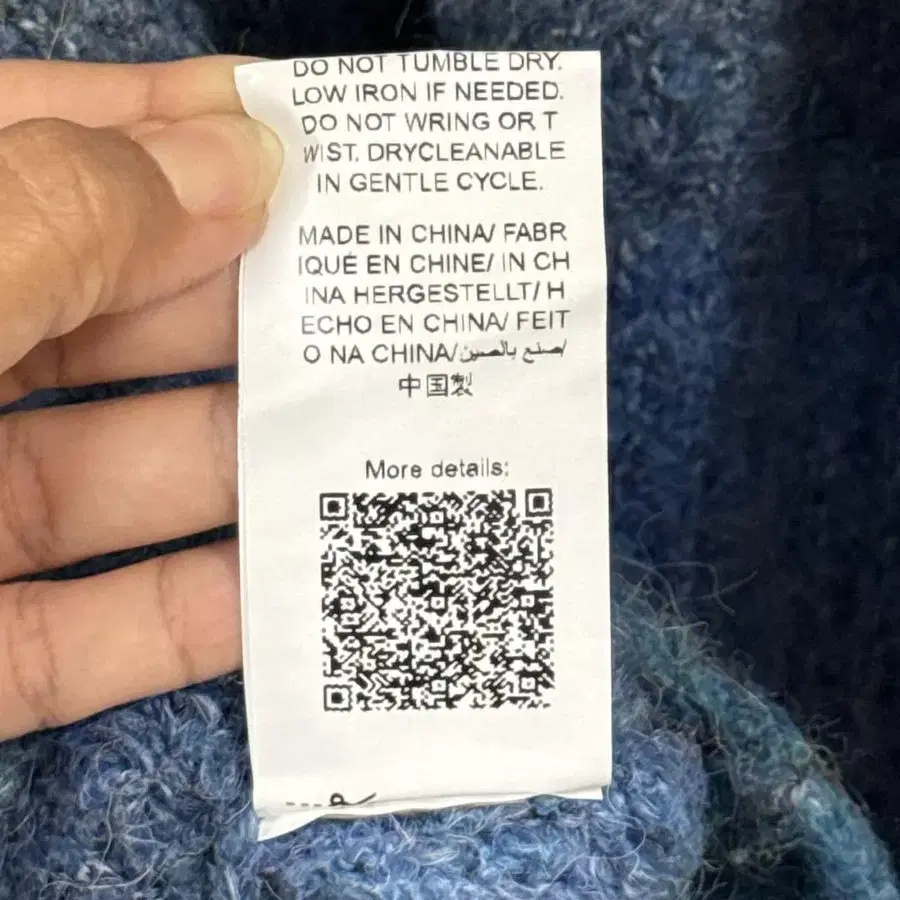 DO NOT TUMBLE DRY.
LOW IRON IF NEEDED.
DO NOT WRING OR T
WIST. DRYCLEANABLE
IN GENTLE CYCLE.
MADE IN CHINA/ FABR
IQUÉ EN CHINE/ IN CH
INA HERGESTELLT/ H
ECHO EN CHINA/ FEIT
O NA CHINA/صنع بالصين/
中国製
More details: